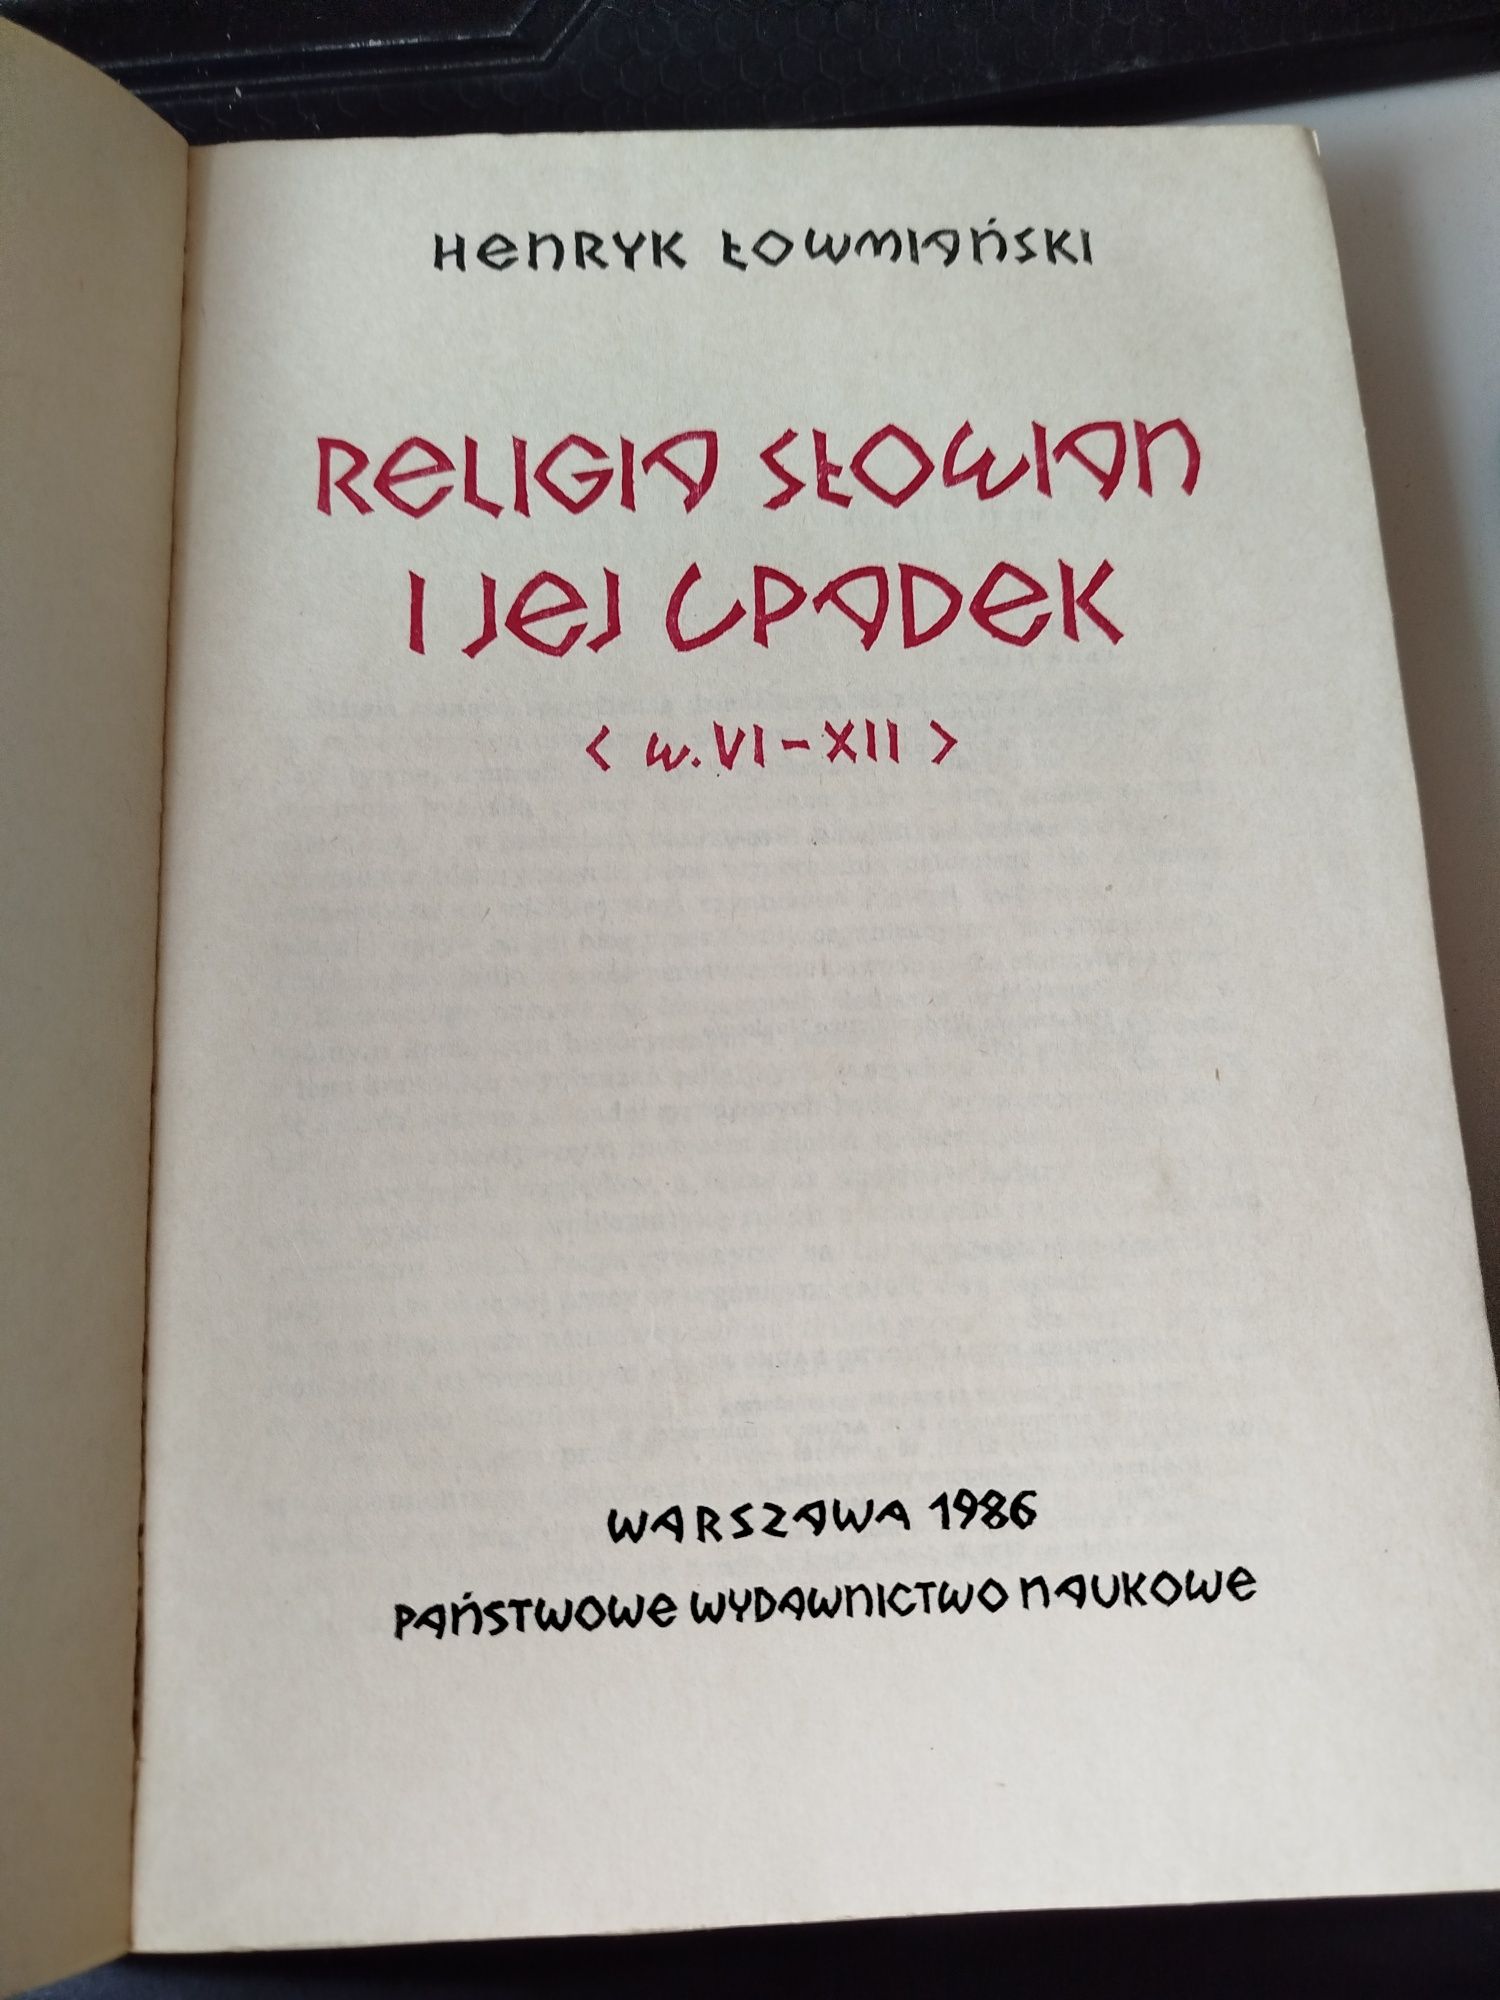 Henryk Łowmiański
Religia Słowian
i jej upadek
< w. VI-XII >
Warszawa 1986
Państwowe Wydawnictwo Naukowe